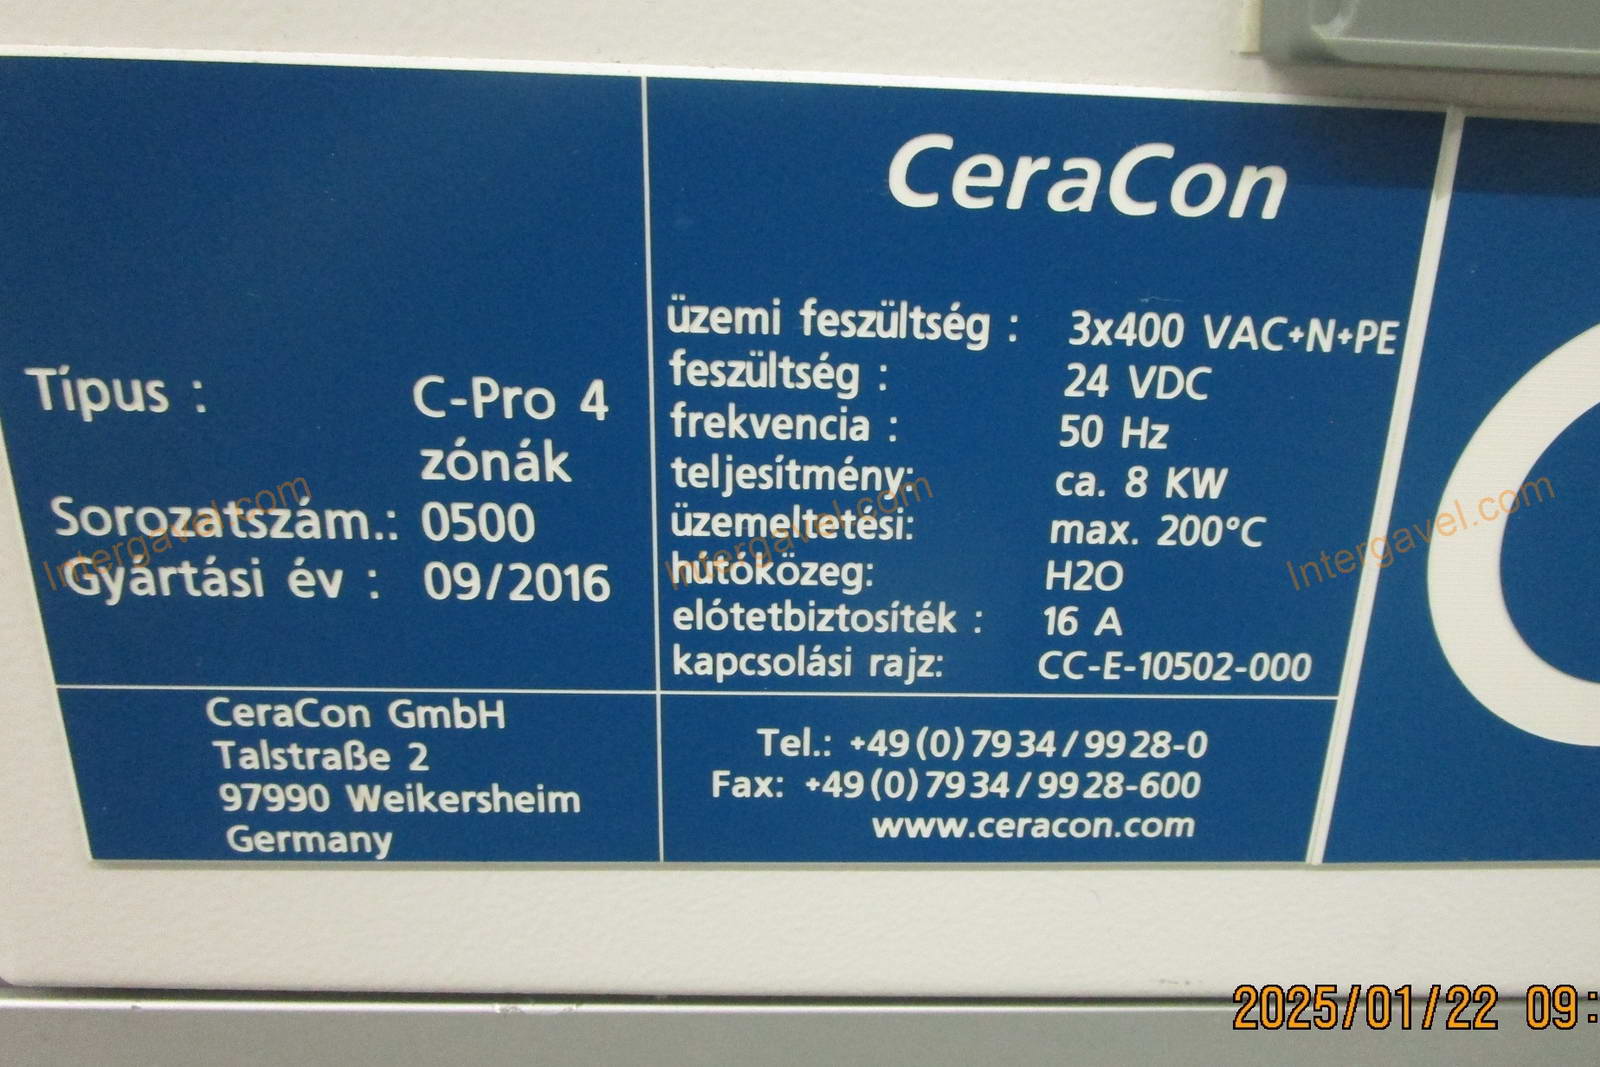 Típus : C-Pro 4
zónák
Sorozatszám.: 0500
Gyártási év : 09/2016
CeraCon
üzemi feszültség : 3x400 VAC+N+PE
feszültség : 24 VDC
frekvencia : 50 Hz
teljesítmény: ca. 8 KW
üzemeltetési: max. 200°C
hútóközeg: H2O
elótetbiztosíték : 16 A
kapcsolási rajz: CC-E-10502-000
CeraCon GmbH
Talstraße 2
97990 Weikersheim
Germany
Tel.: +49(0)7934/9928-0
Fax: +49(0)7934/9928-600
www.ceracon.com
Intergavel.com
Intergavel.com
Intergavel.com
2025/01/22 09: